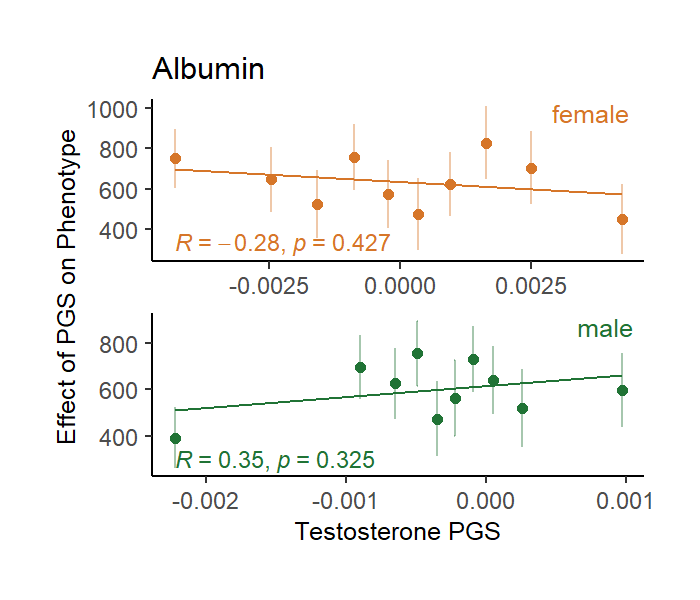 Albumin
Effect of PGS on Phenotype
female
1000
800
600
400
R = −0.28, p = 0.427
-0.0025 0.0000 0.0025
male
800
600
400
R = 0.35, p = 0.325
-0.002 -0.001 0.000 0.001
Testosterone PGS